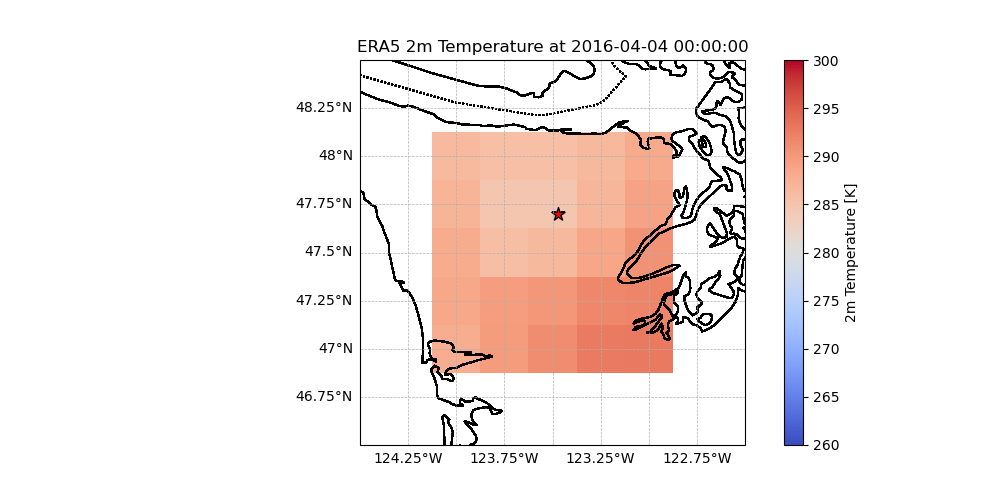 ERA5 2m Temperature at 2016-04-04 00:00:00
48.25°N
48°N
47.75°N
47.5°N
47.25°N
47°N
46.75°N
124.25°W
123.75°W
123.25°W
122.75°W
300
295
290
285
280
275
270
265
260
2m Temperature [K]